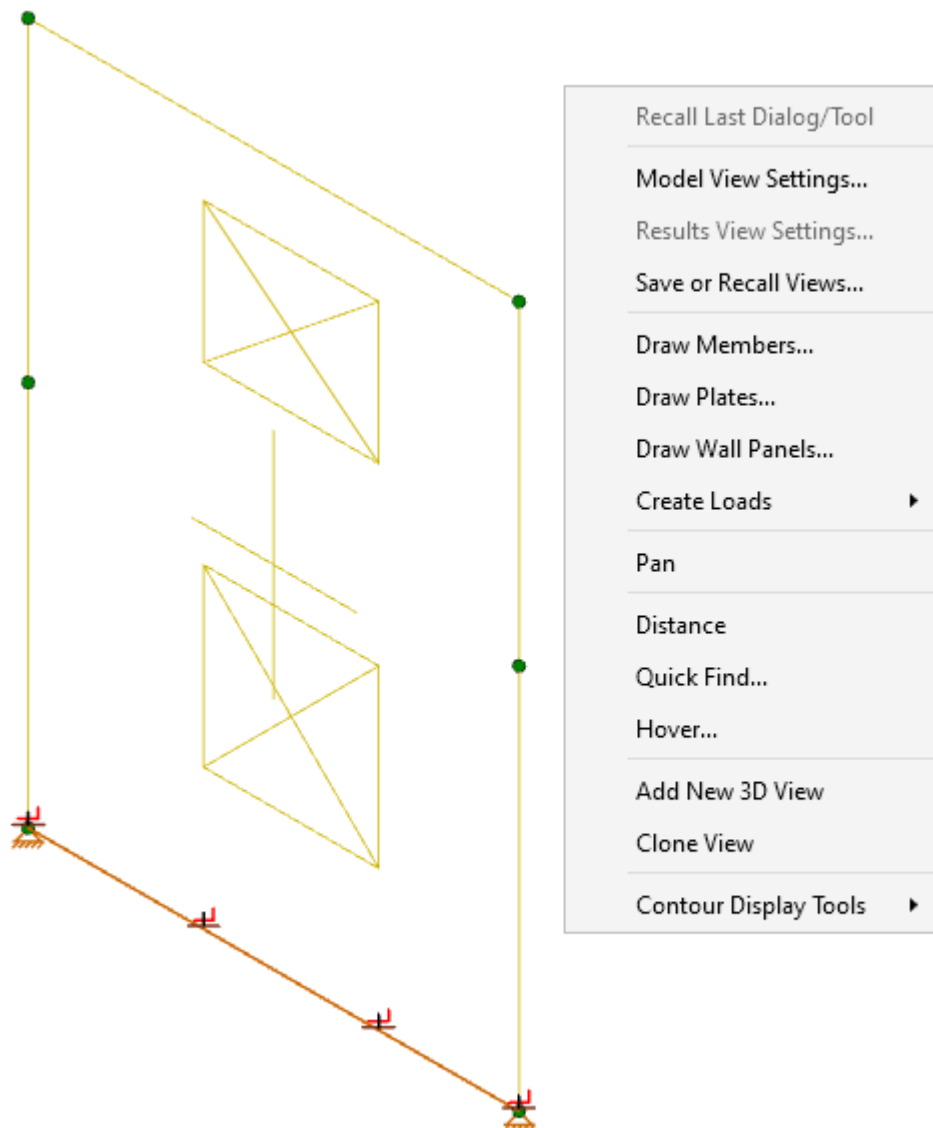 Recall Last Dialog/Tool
Model View Settings...
Results View Settings...
Save or Recall Views...
Draw Members...
Draw Plates...
Draw Wall Panels...
Create Loads
Pan
Distance
Quick Find...
Hover...
Add New 3D View
Clone View
Contour Display Tools